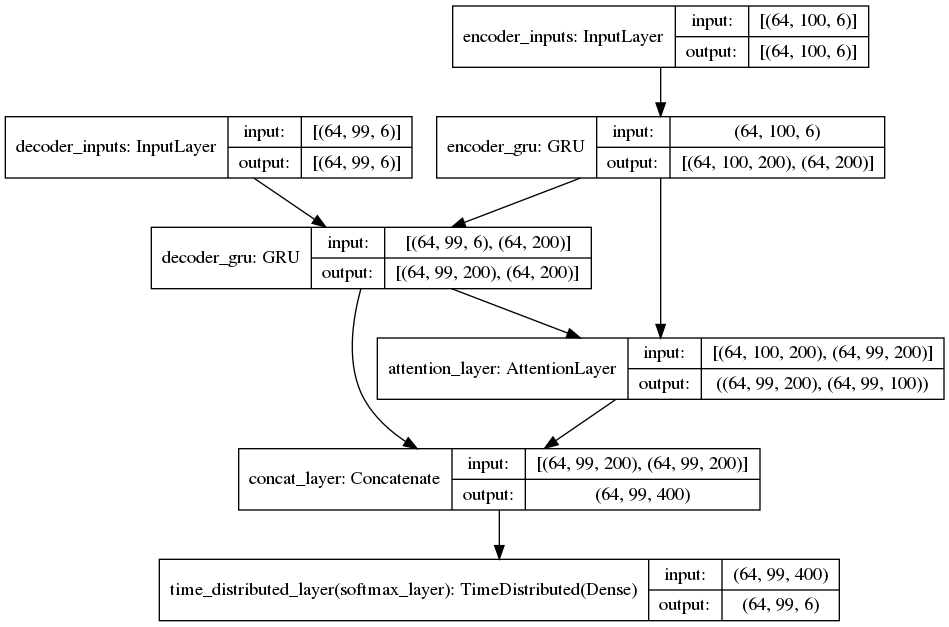 encoder_inputs: InputLayer
input:
[(64, 100, 6)]
output:
[(64, 100, 6)]
decoder_inputs: InputLayer
input:
[(64, 99, 6)]
output:
[(64, 99, 6)]
encoder_gru: GRU
input:
(64, 100, 6)
output:
[(64, 100, 200), (64, 200)]
decoder_gru: GRU
input:
[(64, 99, 6), (64, 200)]
output:
[(64, 99, 200), (64, 200)]
attention_layer: AttentionLayer
input:
[(64, 100, 200), (64, 99, 200)]
output:
((64, 99, 200), (64, 99, 100))
concat_layer: Concatenate
input:
[(64, 99, 200), (64, 99, 200)]
output:
(64, 99, 400)
time_distributed_layer(softmax_layer): TimeDistributed(Dense)
input:
(64, 99, 400)
output:
(64, 99, 6)